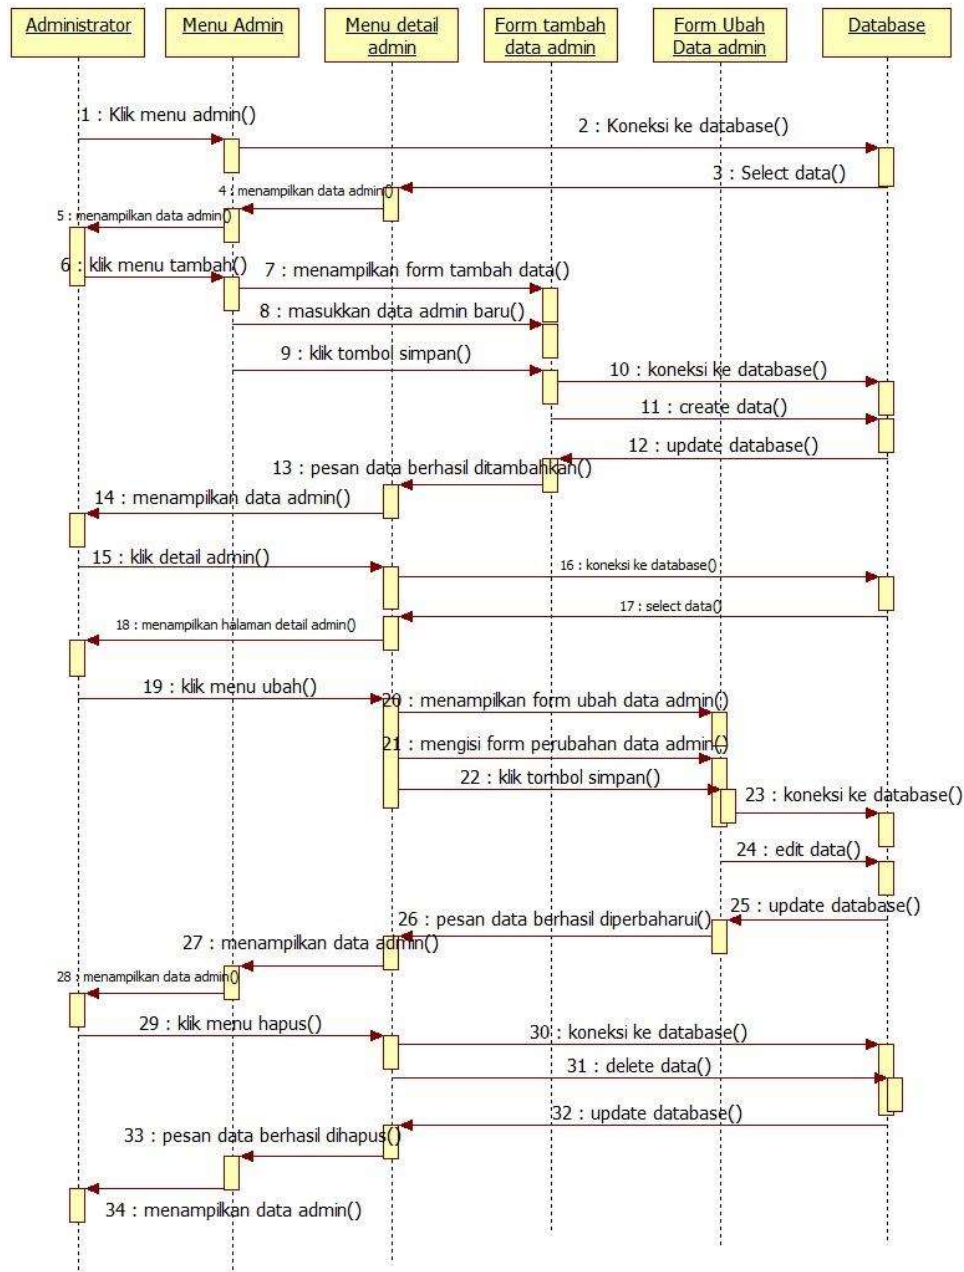 Administrator
Menu Admin
Menu detail
admin
Form tambah
data admin
Form Ubah
Data admin
Database
1 : Klik menu admin()
2 : Koneksi ke database()
3 : Select data()
4 : menampilkan data admin()
5 : menampilkan data admin()
6 : klik menu tambah()
7 : menampilkan form tambah data()
8 : masukkan data admin baru()
9 : klik tombol simpan()
10 : koneksi ke database()
11 : create data()
12 : update database()
13 : pesan data berhasil ditambahkan()
14 : menampilkan data admin()
15 : klik detail admin()
16 : koneksi ke database()
17 : select data()
18 : menampilkan halaman detail admin()
19 : klik menu ubah()
20 : menampilkan form ubah data admin()
21 : mengisi form perubahan data admin()
22 : klik tombol simpan()
23 : koneksi ke database()
24 : edit data()
25 : update database()
26 : pesan data berhasil diperbaharui()
27 : menampilkan data admin()
28 : menampilkan data admin()
29 : klik menu hapus()
30 : koneksi ke database()
31 : delete data()
32 : update database()
33 : pesan data berhasil dihapus()
34 : menampilkan data admin()